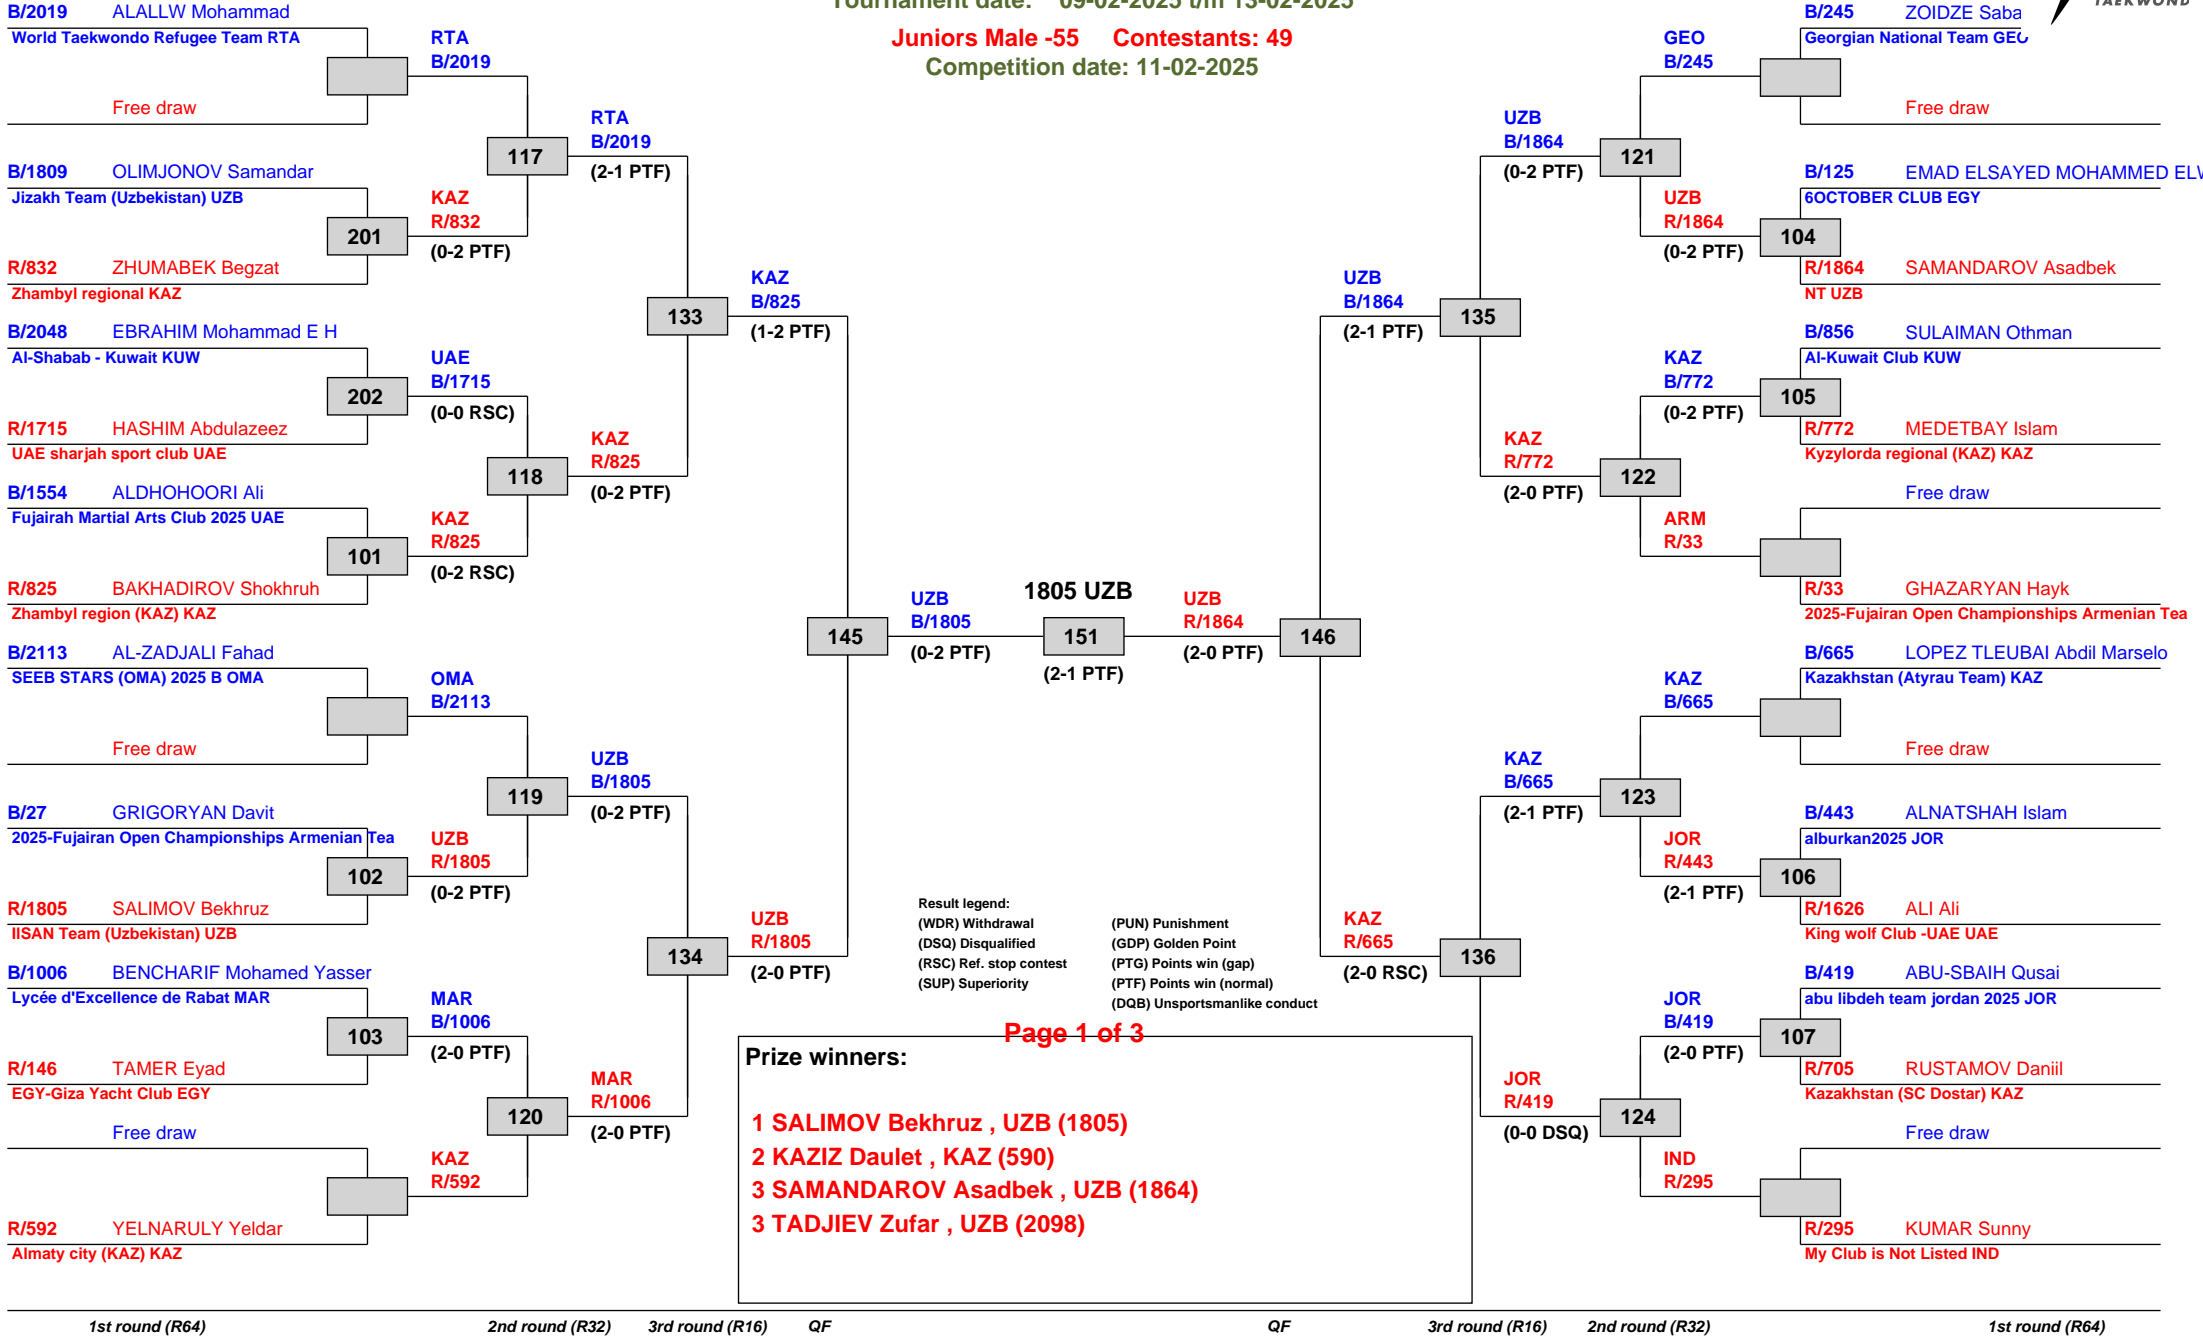 Tournament date: 09-02-2025 t/m 13-02-2025
Juniors Male -55 Contestants: 49
Competition date: 11-02-2025
TAEKWOND
B/2019 ALALLW Mohammad
World Taekwondo Refugee Team RTA
Free draw
B/1809 OLIMJONOV Samandar
Jizakh Team (Uzbekistan) UZB
201
R/832 ZHUMABEK Begzat
Zhambyl regional KAZ
B/2048 EBRAHIM Mohammad E H
Al-Shabab - Kuwait KUW
202
R/1715 HASHIM Abdulazeez
UAE sharjah sport club UAE
B/1554 ALDHOHOORI Ali
Fujairah Martial Arts Club 2025 UAE
101
R/825 BAKHADIROV Shokhruh
Zhambyl region (KAZ) KAZ
B/2113 AL-ZADJALI Fahad
SEEB STARS (OMA) 2025 B OMA
Free draw
B/27 GRIGORYAN Davit
2025-Fujairan Open Championships Armenian Tea
102
R/1805 SALIMOV Bekhruz
IISAN Team (Uzbekistan) UZB
B/1006 BENCHARIF Mohamed Yasser
Lycée d'Excellence de Rabat MAR
103
R/146 TAMER Eyad
EGY-Giza Yacht Club EGY
Free draw
R/592 YELNARULY Yeldar
Almaty city (KAZ) KAZ
RTA
B/2019
117
KAZ
R/832
(0-2 PTF)
UAE
B/1715
(0-0 RSC)
118
KAZ
R/825
(0-2 RSC)
OMA
B/2113
119
UZB
R/1805
(0-2 PTF)
MAR
B/1006
(2-0 PTF)
120
KAZ
R/592
RTA
B/2019
(2-1 PTF)
133
KAZ
R/825
(0-2 PTF)
UZB
B/1805
(0-2 PTF)
134
MAR
R/1006
(2-0 PTF)
KAZ
B/825
(1-2 PTF)
145
UZB
R/1805
(2-0 PTF)
UZB
B/1805
(0-2 PTF)
1805 UZB
151
(2-1 PTF)
UZB
R/1864
(2-0 PTF)
146
UZB
B/1864
(2-1 PTF)
135
KAZ
R/665
(2-0 RSC)
136
UZB
B/1864
(0-2 PTF)
121
KAZ
R/772
(2-0 PTF)
122
KAZ
B/665
(2-1 PTF)
123
JOR
R/419
(0-0 DSQ)
124
GEO
B/245
UZB
R/1864
(0-2 PTF)
KAZ
B/772
(0-2 PTF)
ARM
R/33
KAZ
B/665
JOR
R/443
(2-1 PTF)
JOR
B/419
(2-0 PTF)
IND
R/295
B/245 ZOIDZE Saba
Georgian National Team GEO
Free draw
B/125 EMAD ELSAYED MOHAMMED
6OCTOBER CLUB EGY
104
R/1864 SAMANDAROV Asadbek
NT UZB
B/856 SULAIMAN Othman
Al-Kuwait Club KUW
105
R/772 MEDETBAY Islam
Kyzylorda regional (KAZ) KAZ
Free draw
R/33 GHAZARYAN Hayk
2025-Fujairan Open Championships Armenian Tea
B/665 LOPEZ TLEUBAI Abdil Marselo
Kazakhstan (Atyrau Team) KAZ
Free draw
B/443 ALNATSHAH Islam
alburkan2025 JOR
106
R/1626 ALI Ali
King wolf Club -UAE UAE
B/419 ABU-SBAIH Qusai
abu libdeh team jordan 2025 JOR
107
R/705 RUSTAMOV Daniil
Kazakhstan (SC Dostar) KAZ
Free draw
R/295 KUMAR Sunny
My Club is Not Listed IND
Result legend:
(WDR) Withdrawal (PUN) Punishment
(DSQ) Disqualified (GDP) Golden Point
(RSC) Ref. stop contest (PTG) Points win (gap)
(SUP) Superiority (PTF) Points win (normal)
(DQB) Unsportsmanlike conduct
Page 1 of 3
Prize winners:
1 SALIMOV Bekhruz , UZB (1805)
2 KAZIZ Daulet , KAZ (590)
3 SAMANDAROV Asadbek , UZB (1864)
3 TADJIEV Zufar , UZB (2098)
1st round (R64) 2nd round (R32) 3rd round (R16) QF QF 3rd round (R16) 2nd round (R32) 1st round (R64)